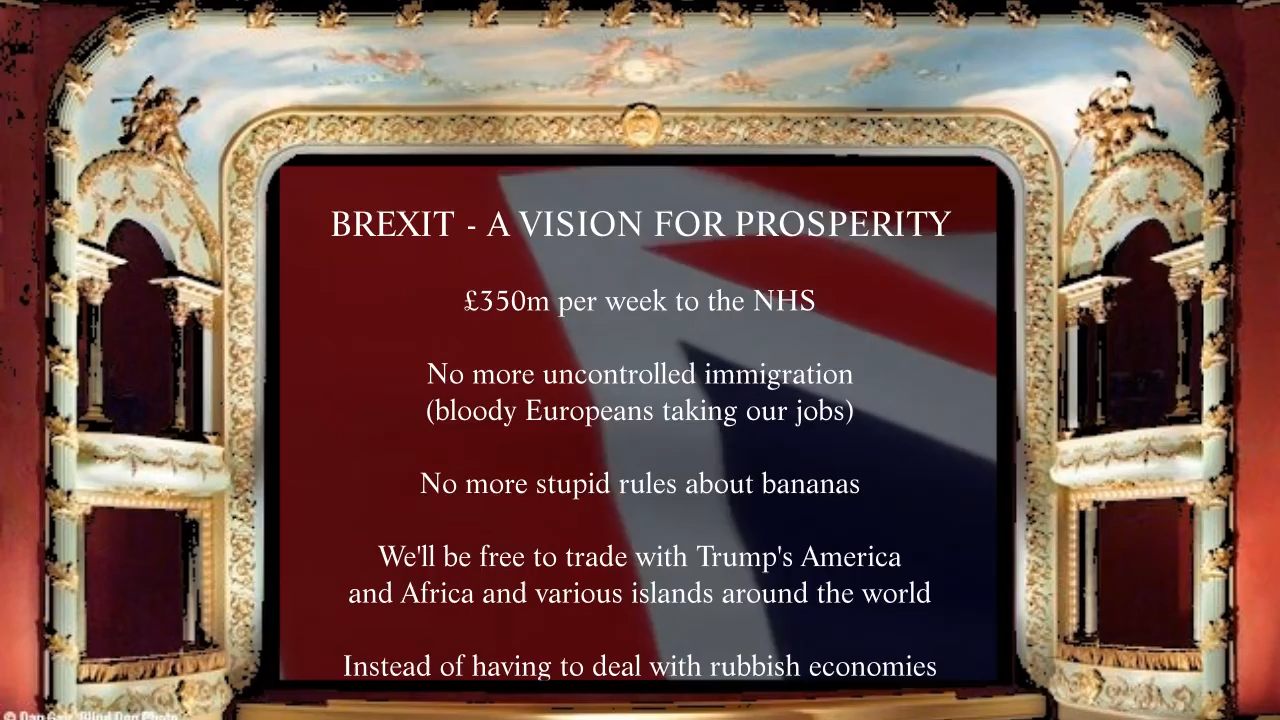 BREXIT - A VISION FOR PROSPERITY
£350m per week to the NHS
No more uncontrolled immigration
(bloody Europeans taking our jobs)
No more stupid rules about bananas
We'll be free to trade with Trump's America
and Africa and various islands around the world
Instead of having to deal with rubbish economies